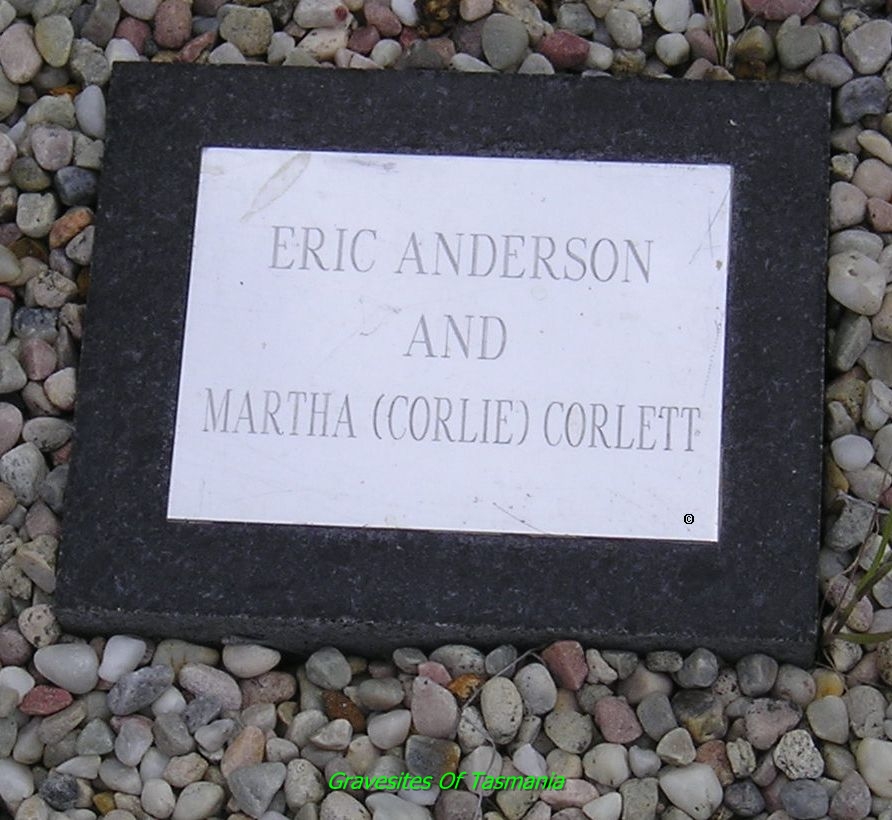 ERIC ANDERSON
AND
MARTHA (CORLIE) CORLETT
©
Gravesites Of Tasmania